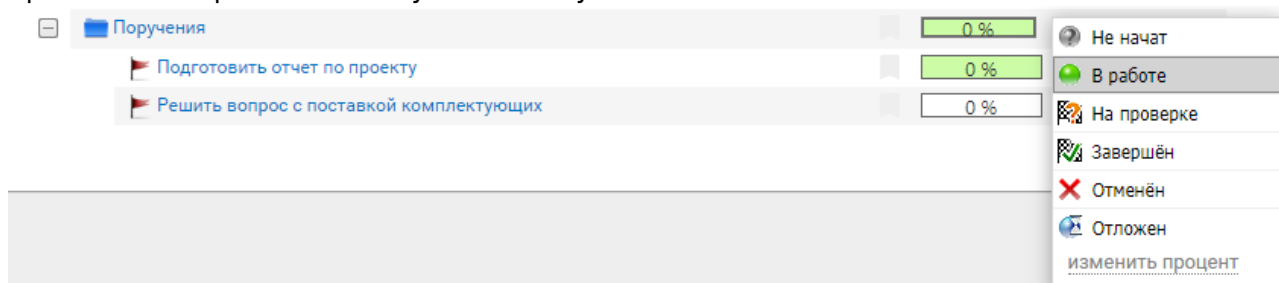 Поручения 0 %
Не начат
Подготовить отчет по проекту 0 %
В работе
Решить вопрос с поставкой комплектующих 0 %
На проверке
Завершён
Отменён
Отложен
изменить процент